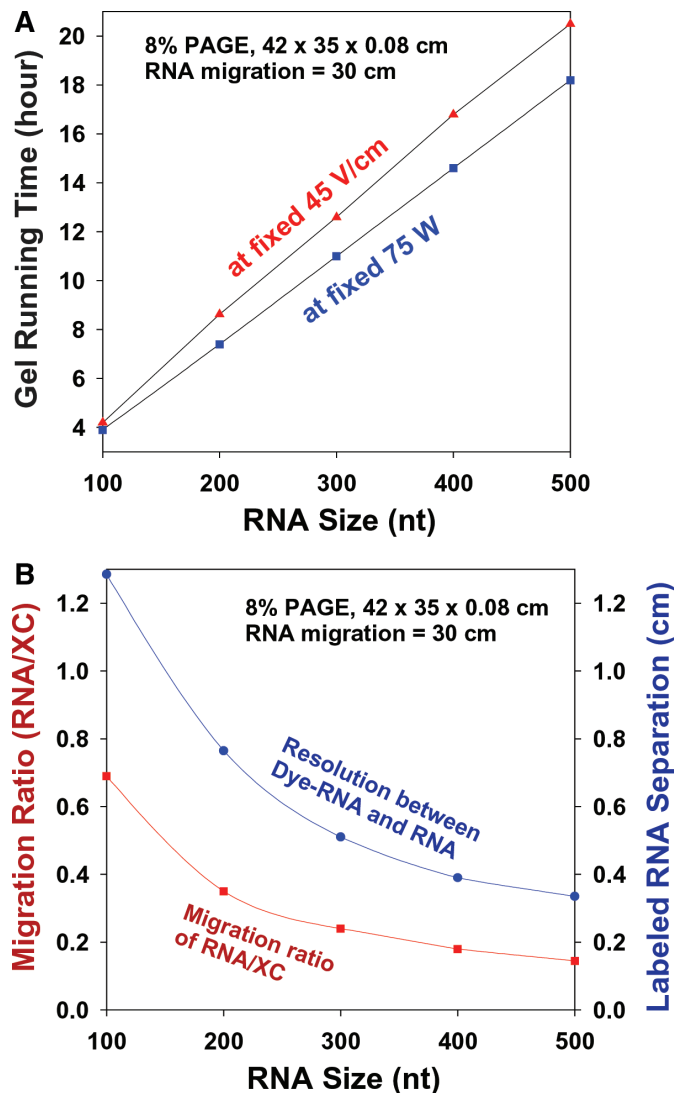 A
8% PAGE, 42 x 35 x 0.08 cm
RNA migration = 30 cm
at fixed 45 V/cm
at fixed 75 W
Gel Running Time (hour)
20
18
16
14
12
10
8
6
4
100
200
300
400
500
RNA Size (nt)
B
8% PAGE, 42 x 35 x 0.08 cm
RNA migration = 30 cm
Resolution between
Dye-RNA and RNA
Migration ratio
of RNA/XC
Migration Ratio (RNA/XC)
1.2
1.0
0.8
0.6
0.4
0.2
0.0
Labeled RNA Separation (cm)
1.2
1.0
0.8
0.6
0.4
0.2
0.0
100
200
300
400
500
RNA Size (nt)